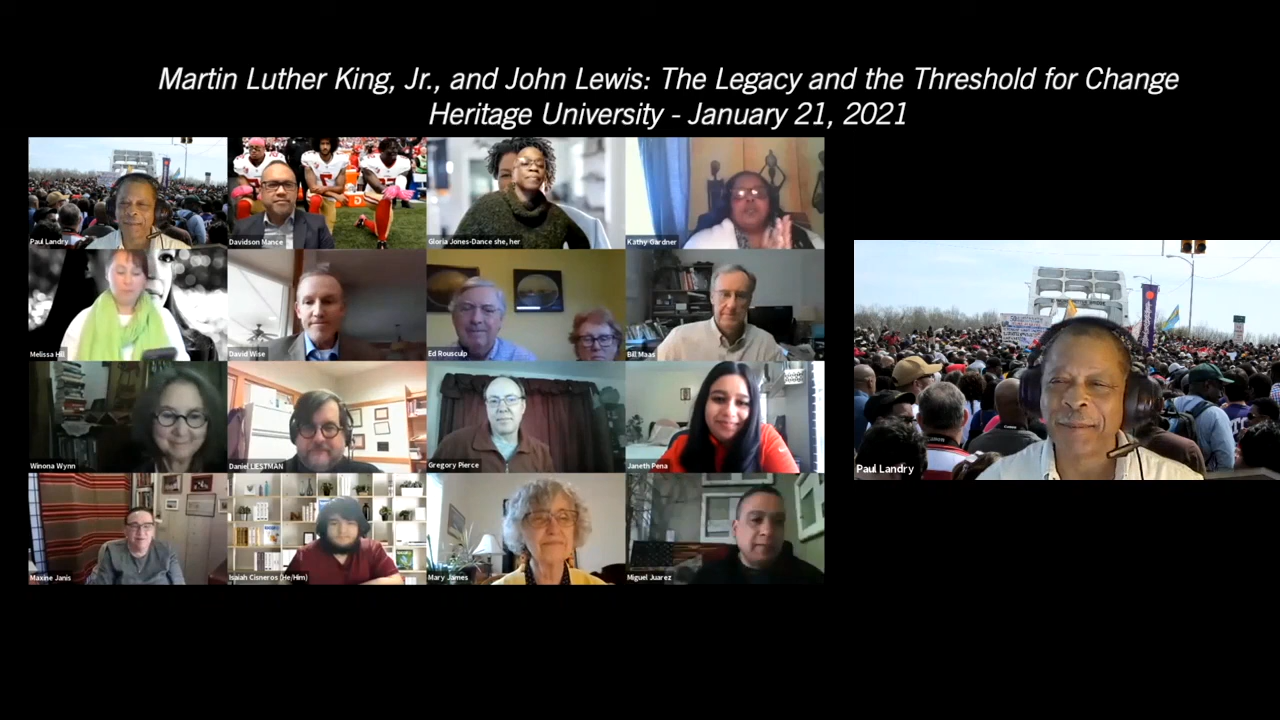 Martin Luther King, Jr., and John Lewis: The Legacy and the Threshold for Change
Heritage University - January 21, 2021
Paul Landry
Davidson Mance
Gloria Jones-Dance she, her
Kathy Gardner
Melissa Hill
David Wise
Ed Rousculp
Bill Maas
Winona Wynn
Daniel LIESTMAN
Gregory Pierce
Janeth Pena
Maxine Janis
Isaiah Cisneros (He/Him)
Mary James
Miguel Juarez
Paul Landry